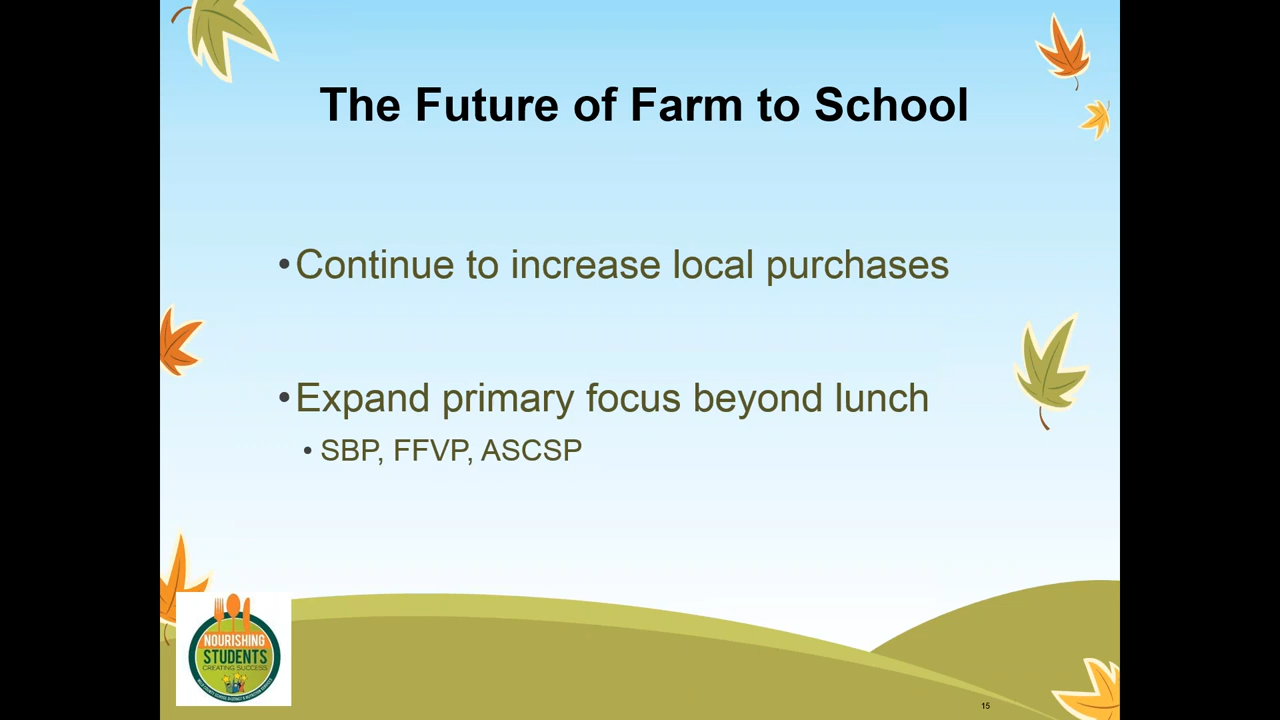 The Future of Farm to School
•Continue to increase local purchases
•Expand primary focus beyond lunch
• SBP, FFVP, ASCSP
NOURISHING
STUDENTS
CREATING SUCCESS
15